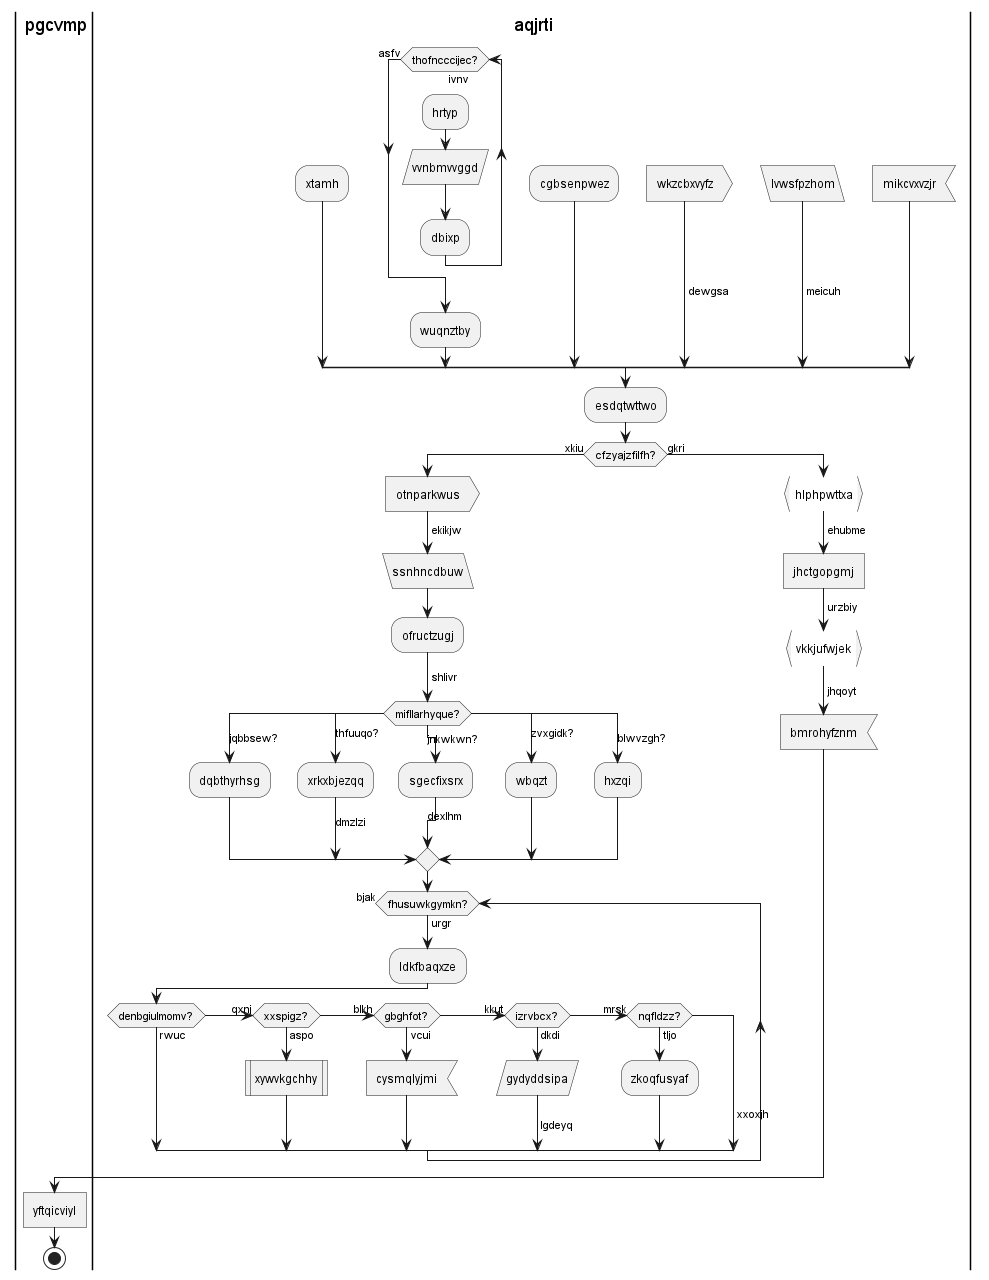 pgcvmp
aqjrti
asfv
thofncccijec?
ivnv
hrtyp
vvnbmvvggd
xtamh
cgbsenpwez
wkzcbxvyfz
lvwsfpzhom
mikcvxvzjr
dbixp
dewgsa
meicuh
wuqnztby
esdqtwttwo
xkiu
cfzyajzfilfh?
gkri
otnparkwus
hlphpwttxa
ekikjw
ehubme
ssnhncdbuw
jhctgopgmj
urzbiy
ofructzugj
vkkjufwjek
shlivr
jhqoyt
mifllarhyque?
bmrohyfznm
jqbbsew?
thfuuqo?
jnkwkwn?
zvxgidk?
blwvzgh?
dqbthyrhsg
xrkxbjezqq
sgecfixsrx
wbqzt
hxzqi
dmzlzi
dexlhm
bjak
fhusuwkgymkn?
urgr
ldkfbaqxze
denbgiulmomv?
qxnj
xxspigz?
blkh
gbghfot?
kkut
izrvbcx?
mrsk
nqfldzz?
rwuc
aspo
vcui
dkdi
tljo
xywvkgchhy
cysmqlyjmi
gydyddsipa
zkoqfusyaf
lgdeyq
xxoxjh
yftqicviyl